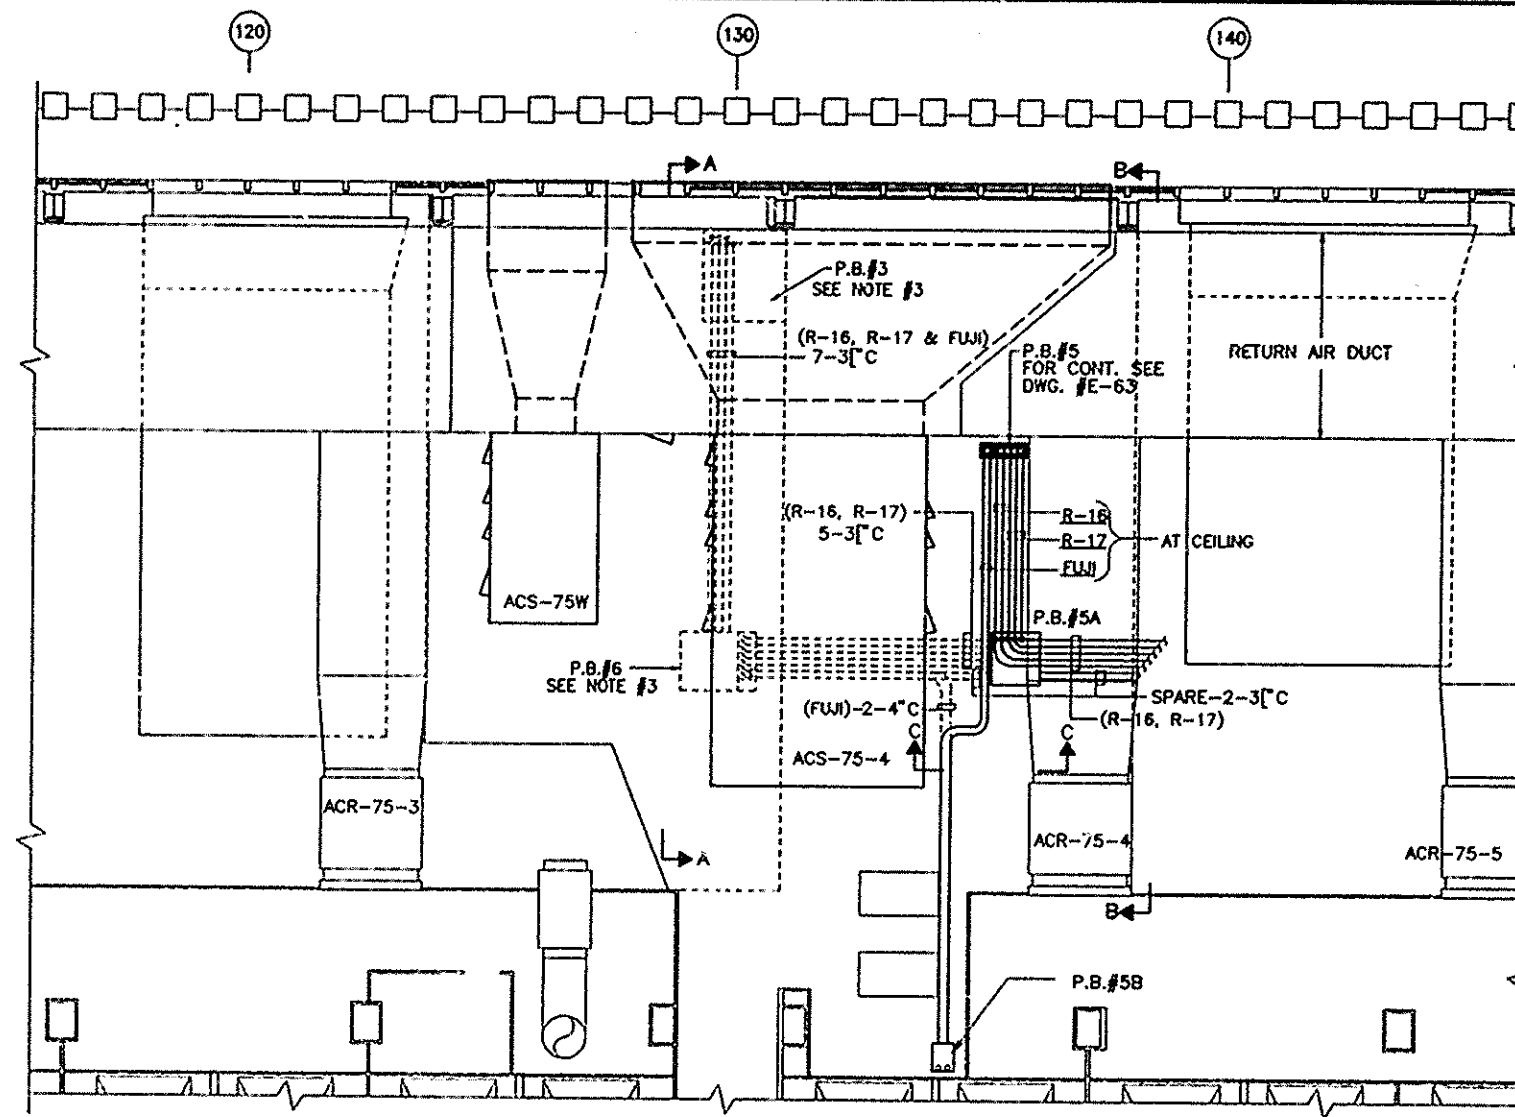 120
130
140
A
B
P.B.#3
SEE NOTE #3
(R-16, R-17 & FUJI)
7-3["C
P.B.#5
FOR CONT. SEE
DWG. #E-63
RETURN AIR DUCT
(R-16, R-17)
5-3["C
R-16
R-17
FUJI
AT CEILING
ACS-75W
P.B.#5A
P.B.#6
SEE NOTE #3
SPARE-2-3["C
(FUJI)-2-4"C
(R-16, R-17)
C
C
ACS-75-4
ACR-75-3
ACR-75-4
ACR-75-5
A
B
P.B.#5B